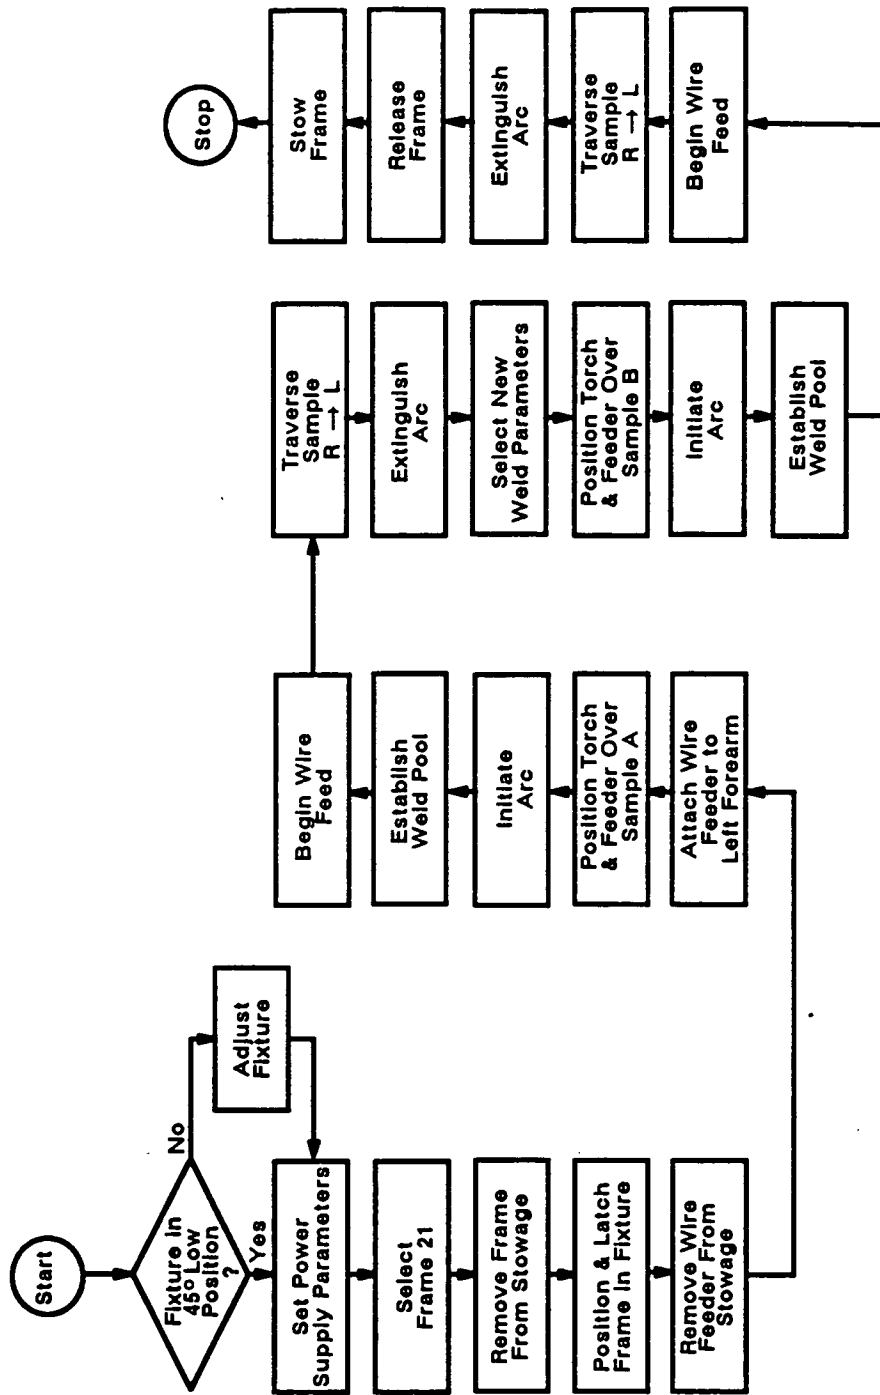 Start
Fixture In
45° Low
Position
?
No
Yes
Adjust
Fixture
Set Power
Supply Parameters
Select
Frame 21
Remove Frame
From Stowage
Position & Latch
Frame In Fixture
Remove Wire
Feeder From
Stowage
Attach Wire
Feeder to
Left Forearm
Position Torch
& Feeder Over
Sample A
Initiate
Arc
Establish
Weld Pool
Begin Wire
Feed
Traverse
Sample
R → L
Extinguish
Arc
Select New
Weld Parameters
Position Torch
& Feeder Over
Sample B
Initiate
Arc
Establish
Weld Pool
Begin Wire
Feed
Traverse
Sample
R → L
Extinguish
Arc
Release
Frame
Stow
Frame
Stop